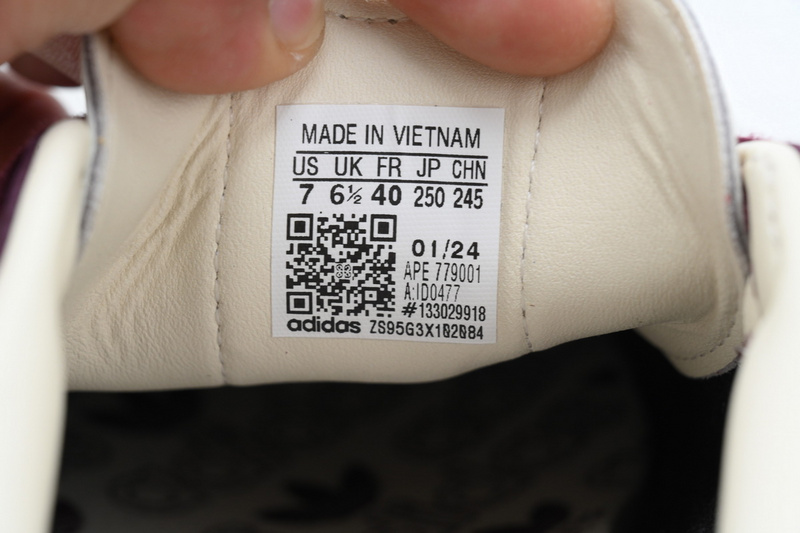 MADE IN VIETNAM
US UK FR JP CHN
7 6½ 40 250 245
01/24
APE 779001
A:ID0477
#133029918
adidas ZS95G3X102084